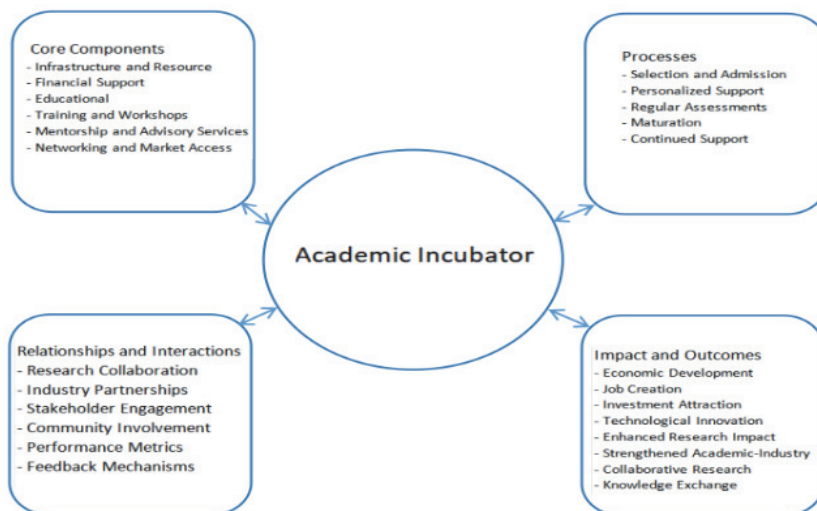 Core Components
- Infrastructure and Resource
- Financial Support
- Educational
- Training and Workshops
- Mentorship and Advisory Services
- Networking and Market Access
Processes
- Selection and Admission
- Personalized Support
- Regular Assessments
- Maturation
- Continued Support
Academic Incubator
Relationships and Interactions
- Research Collaboration
- Industry Partnerships
- Stakeholder Engagement
- Community Involvement
- Performance Metrics
- Feedback Mechanisms
Impact and Outcomes
- Economic Development
- Job Creation
- Investment Attraction
- Technological Innovation
- Enhanced Research Impact
- Strengthened Academic-Industry
- Collaborative Research
- Knowledge Exchange